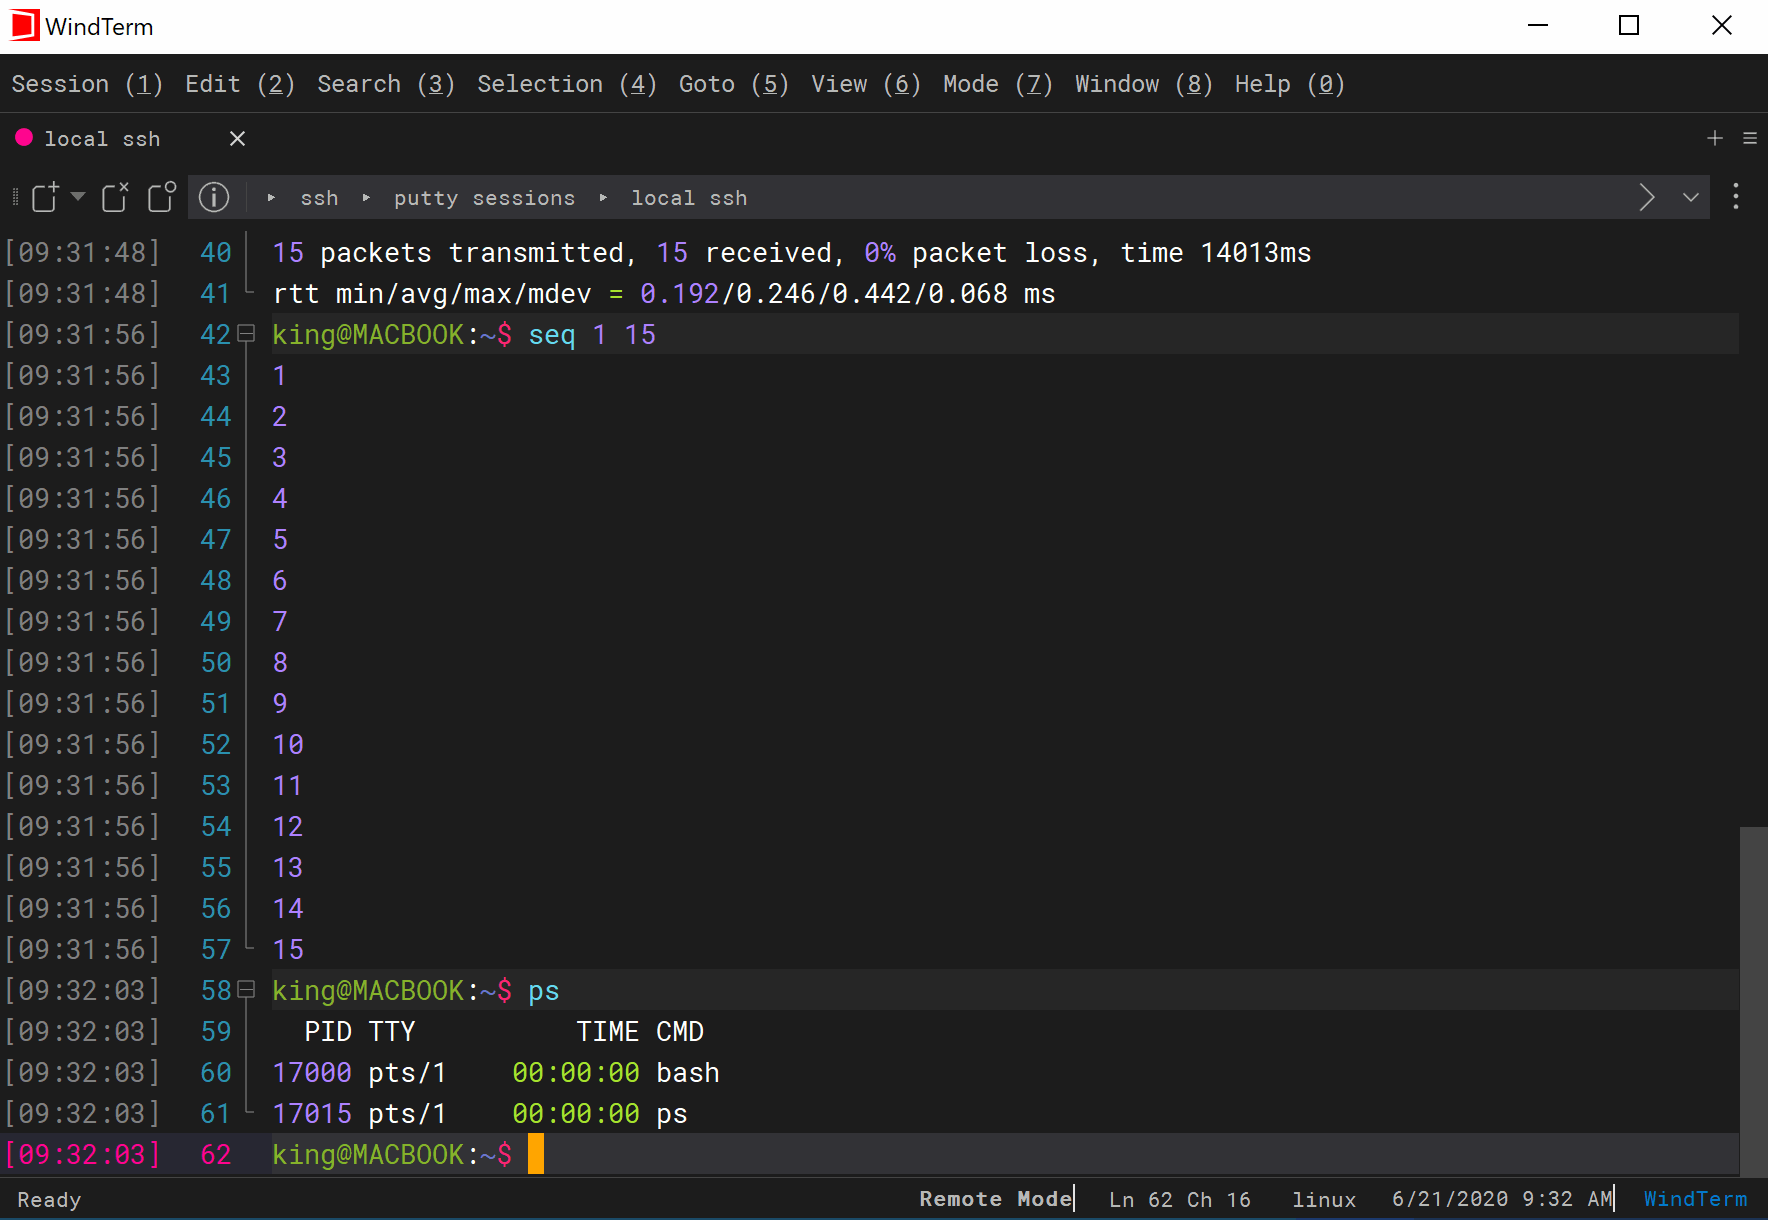 WindTerm
Session (1) Edit (2) Search (3) Selection (4) Goto (5) View (6) Mode (7) Window (8) Help (0)
local ssh
ssh putty sessions local ssh
[09:31:48] 40 15 packets transmitted, 15 received, 0% packet loss, time 14013ms
[09:31:48] 41 rtt min/avg/max/mdev = 0.192/0.246/0.442/0.068 ms
[09:31:56] 42 king@MACBOOK:~$ seq 1 15
[09:31:56] 43 1
[09:31:56] 44 2
[09:31:56] 45 3
[09:31:56] 46 4
[09:31:56] 47 5
[09:31:56] 48 6
[09:31:56] 49 7
[09:31:56] 50 8
[09:31:56] 51 9
[09:31:56] 52 10
[09:31:56] 53 11
[09:31:56] 54 12
[09:31:56] 55 13
[09:31:56] 56 14
[09:31:56] 57 15
[09:32:03] 58 king@MACBOOK:~$ ps
[09:32:03] 59 PID TTY TIME CMD
[09:32:03] 60 17000 pts/1 00:00:00 bash
[09:32:03] 61 17015 pts/1 00:00:00 ps
[09:32:03] 62 king@MACBOOK:~$
Ready Remote Mode Ln 62 Ch 16 linux 6/21/2020 9:32 AM WindTerm